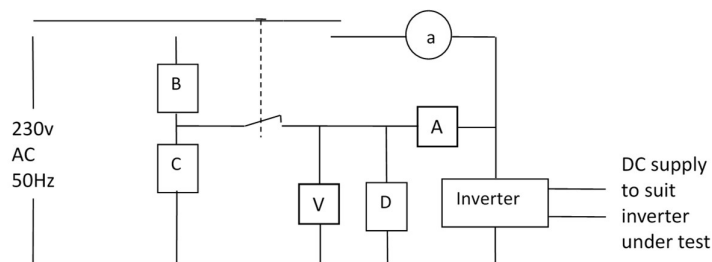 a
B
230v
AC
50Hz
C
A
V
D
Inverter
DC supply
to suit
inverter
under test